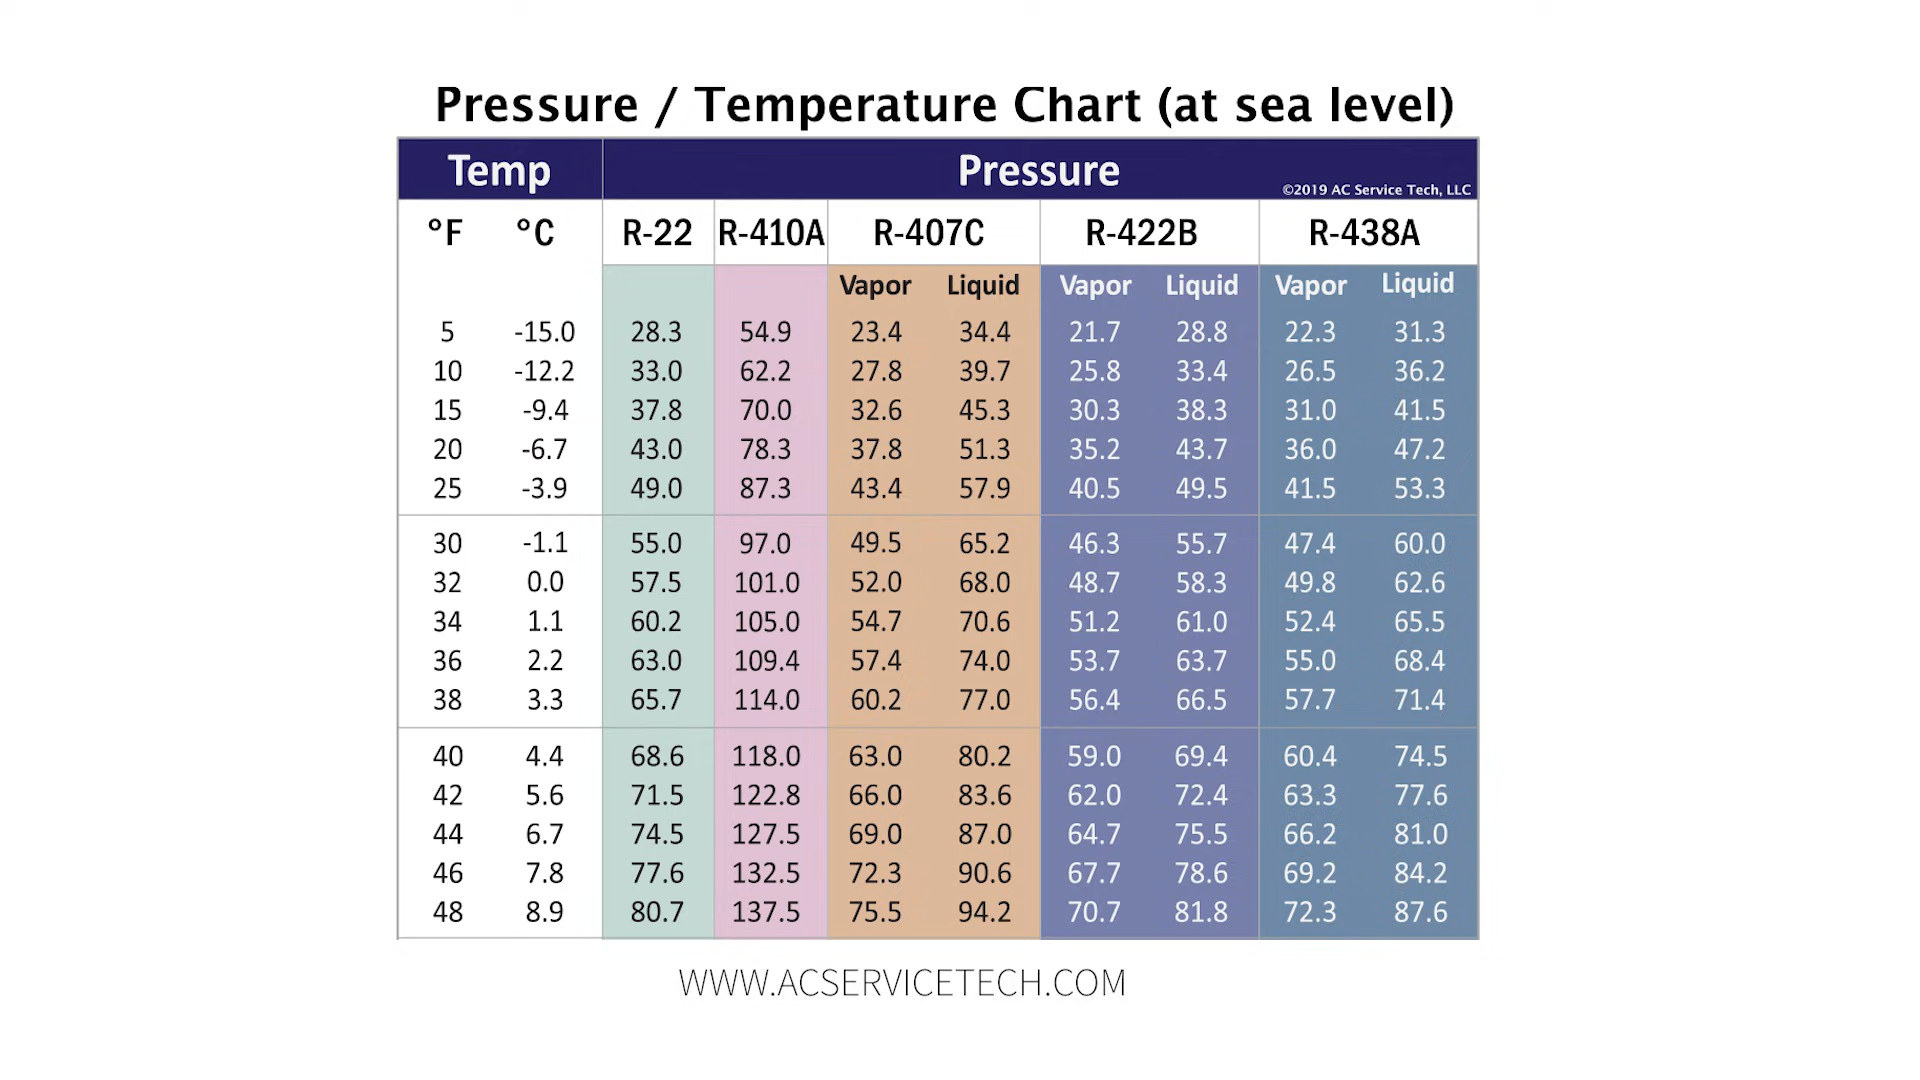 Pressure / Temperature Chart (at sea level)
Temp Pressure
©2019 AC Service Tech, LLC
°F °C R-22 R-410A R-407C R-422B R-438A
Vapor Liquid Vapor Liquid Vapor Liquid
5 -15.0 28.3 54.9 23.4 34.4 21.7 28.8 22.3 31.3
10 -12.2 33.0 62.2 27.8 39.7 25.8 33.4 26.5 36.2
15 -9.4 37.8 70.0 32.6 45.3 30.3 38.3 31.0 41.5
20 -6.7 43.0 78.3 37.8 51.3 35.2 43.7 36.0 47.2
25 -3.9 49.0 87.3 43.4 57.9 40.5 49.5 41.5 53.3
30 -1.1 55.0 97.0 49.5 65.2 46.3 55.7 47.4 60.0
32 0.0 57.5 101.0 52.0 68.0 48.7 58.3 49.8 62.6
34 1.1 60.2 105.0 54.7 70.6 51.2 61.0 52.4 65.5
36 2.2 63.0 109.4 57.4 74.0 53.7 63.7 55.0 68.4
38 3.3 65.7 114.0 60.2 77.0 56.4 66.5 57.7 71.4
40 4.4 68.6 118.0 63.0 80.2 59.0 69.4 60.4 74.5
42 5.6 71.5 122.8 66.0 83.6 62.0 72.4 63.3 77.6
44 6.7 74.5 127.5 69.0 87.0 64.7 75.5 66.2 81.0
46 7.8 77.6 132.5 72.3 90.6 67.7 78.6 69.2 84.2
48 8.9 80.7 137.5 75.5 94.2 70.7 81.8 72.3 87.6
WWW.ACSERVICETECH.COM